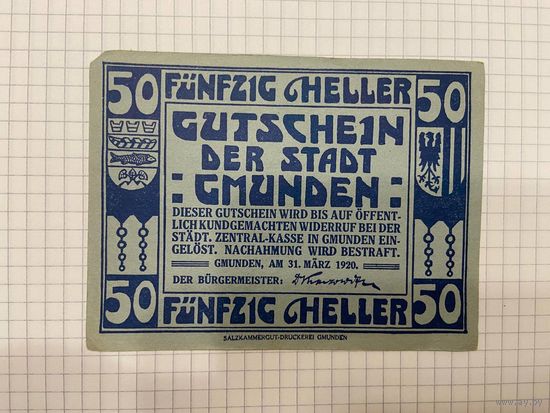 50 FÜNFZIG HELLER 50
GUTSCHEIN
DER STADT
GMUNDEN
DIESER GUTSCHEIN WIRD BIS AUF ÖFFENT-
LICH KUNDGEMACHTEN WIDERRUF BEI DER
STÄDT. ZENTRAL-KASSE IN GMUNDEN EIN-
GELÖST. NACHAHMUNG WIRD BESTRAFT.
GMUNDEN, AM 31. MÄRZ 1920.
DER BÜRGERMEISTER:
50 FÜNFZIG HELLER 50
SALZKAMMERGUT-DRUCKEREI GMUNDEN